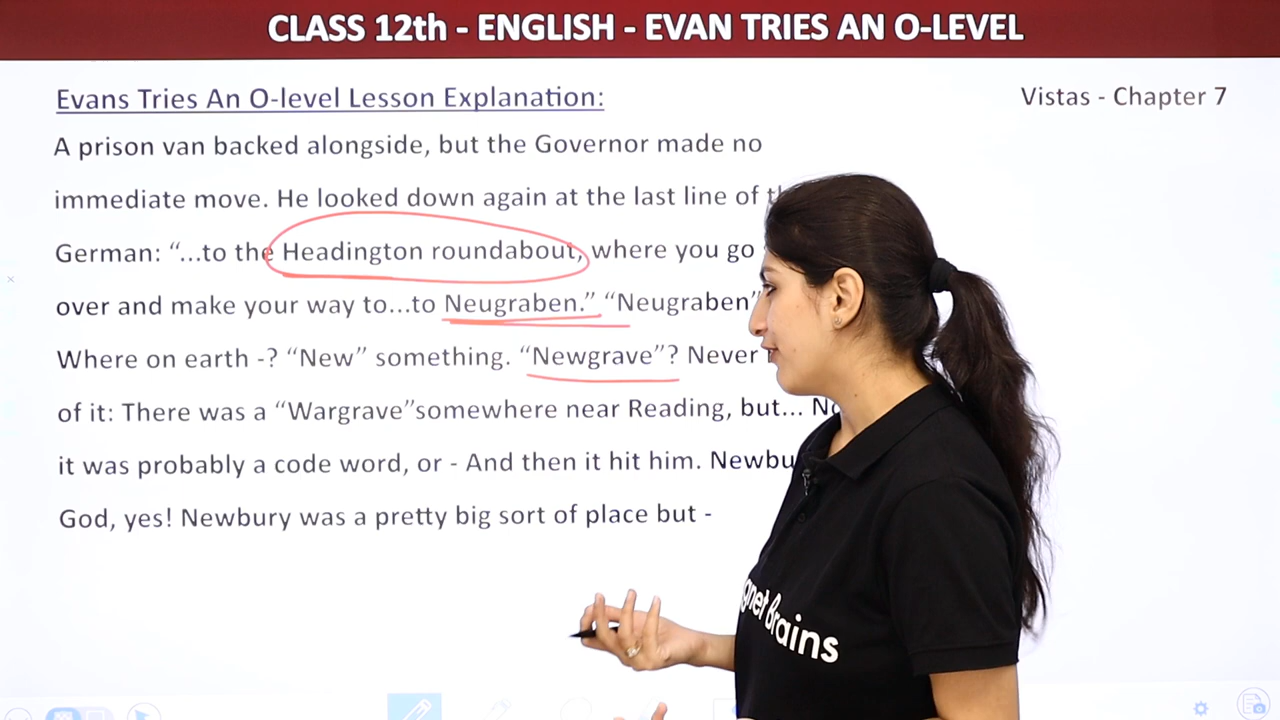 CLASS 12th - ENGLISH - EVAN TRIES AN O-LEVEL
Evans Tries An O-level Lesson Explanation:
Vistas - Chapter 7
A prison van backed alongside, but the Governor made no
immediate move. He looked down again at the last line of
German: “...to the Headington roundabout, where you go
over and make your way to...to Neugraben.” “Neugraben”
Where on earth -? “New” something. “Newgrave”? Never
of it: There was a “Wargrave”somewhere near Reading, but...
it was probably a code word, or - And then it hit him.
God, yes! Newbury was a pretty big sort of place but -
Brains